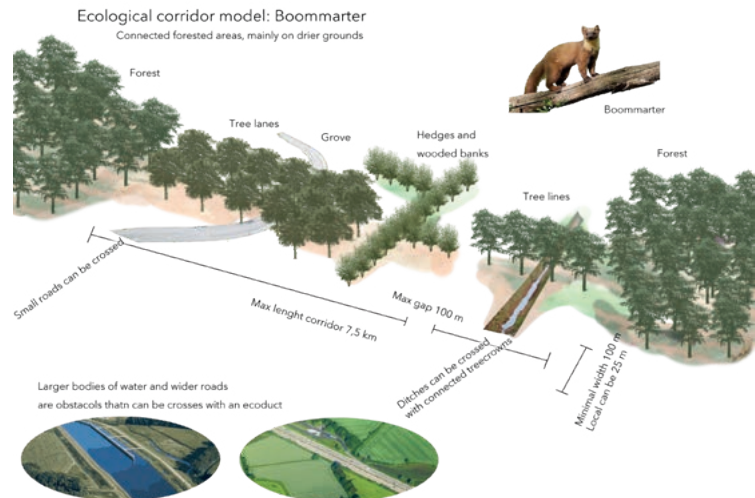 Ecological corridor model: Boommarter
Connected forested areas, mainly on drier grounds
Forest
Boommarter
Tree lanes
Grove
Hedges and
wooded banks
Forest
Tree lines
Small roads can be crossed
Max lenght corridor 7,5 km
Max gap 100 m
Ditches can be crossed
with connected treecrowns
Minimal width 100 m
Local can be 25 m
Larger bodies of water and wider roads
are obstacols thatn can be crosses with an ecoduct